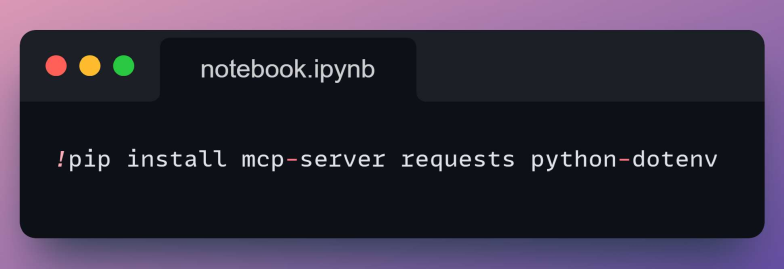 notebook.ipynb
!pip install mcp-server requests python-dotenv